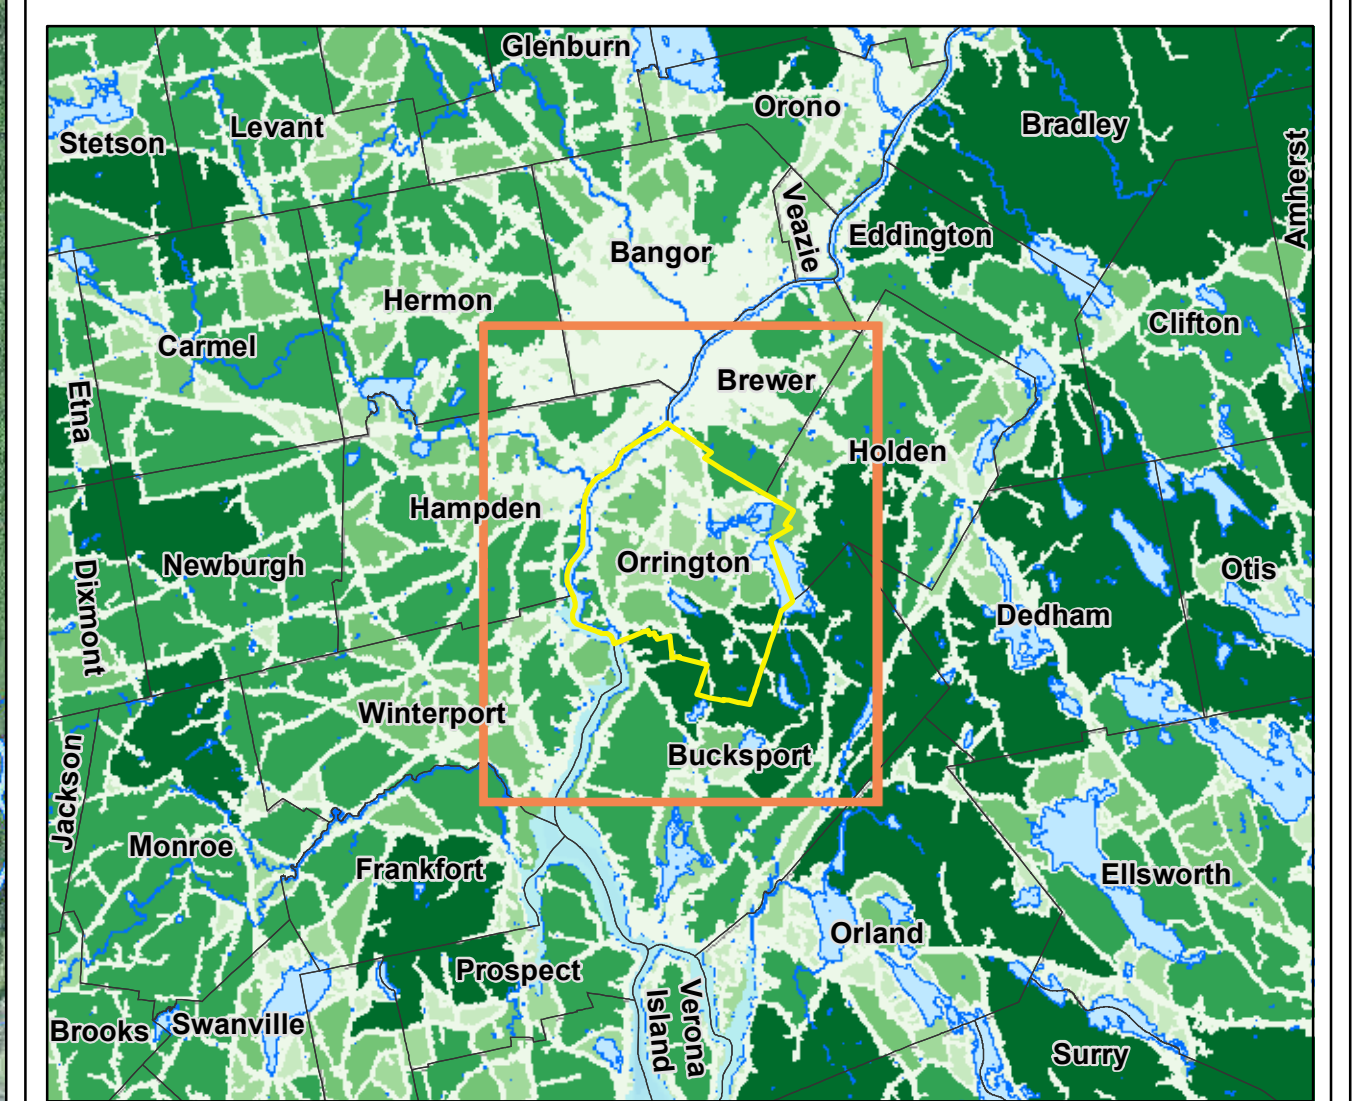 Glenburn
Orono
Bradley
Levant
Stetson
Amherst
Veazie
Eddington
Bangor
Hermon
Clifton
Carmel
Brewer
Etna
Holden
Hampden
Orrington
Newburgh
Otis
Dixmont
Dedham
Winterport
Bucksport
Jackson
Monroe
Frankfort
Ellsworth
Orland
Prospect
Verona
Island
Brooks
Swanville
Surry